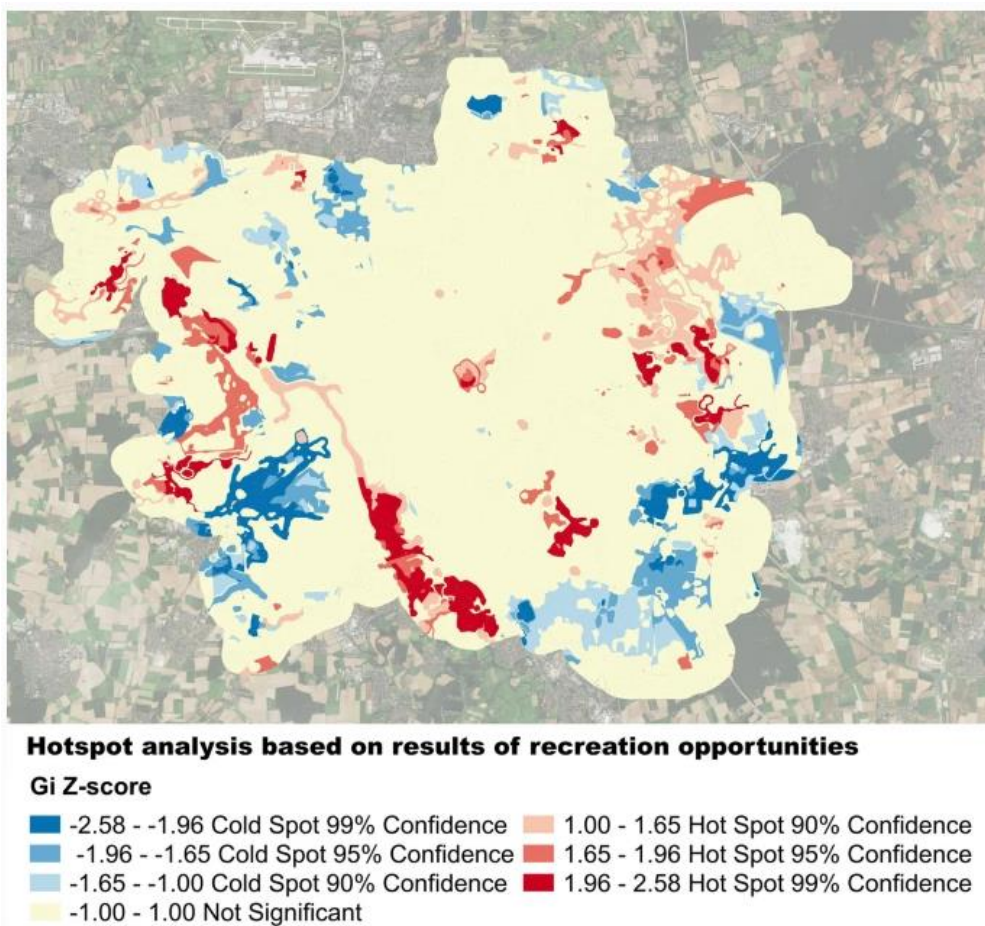 Hotspot analysis based on results of recreation opportunities
Gi Z-score
-2.58 - -1.96 Cold Spot 99% Confidence
-1.96 - -1.65 Cold Spot 95% Confidence
-1.65 - -1.00 Cold Spot 90% Confidence
-1.00 - 1.00 Not Significant
1.00 - 1.65 Hot Spot 90% Confidence
1.65 - 1.96 Hot Spot 95% Confidence
1.96 - 2.58 Hot Spot 99% Confidence